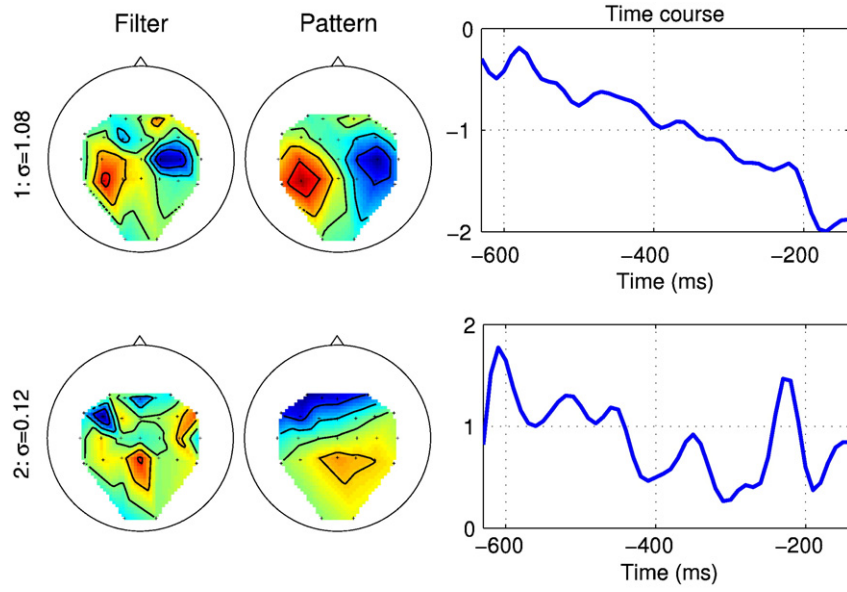 Filter
Pattern
Time course
1: σ=1.08
0
−1
−2
−600
−400
−200
Time (ms)
2: σ=0.12
2
1
0
−600
−400
−200
Time (ms)